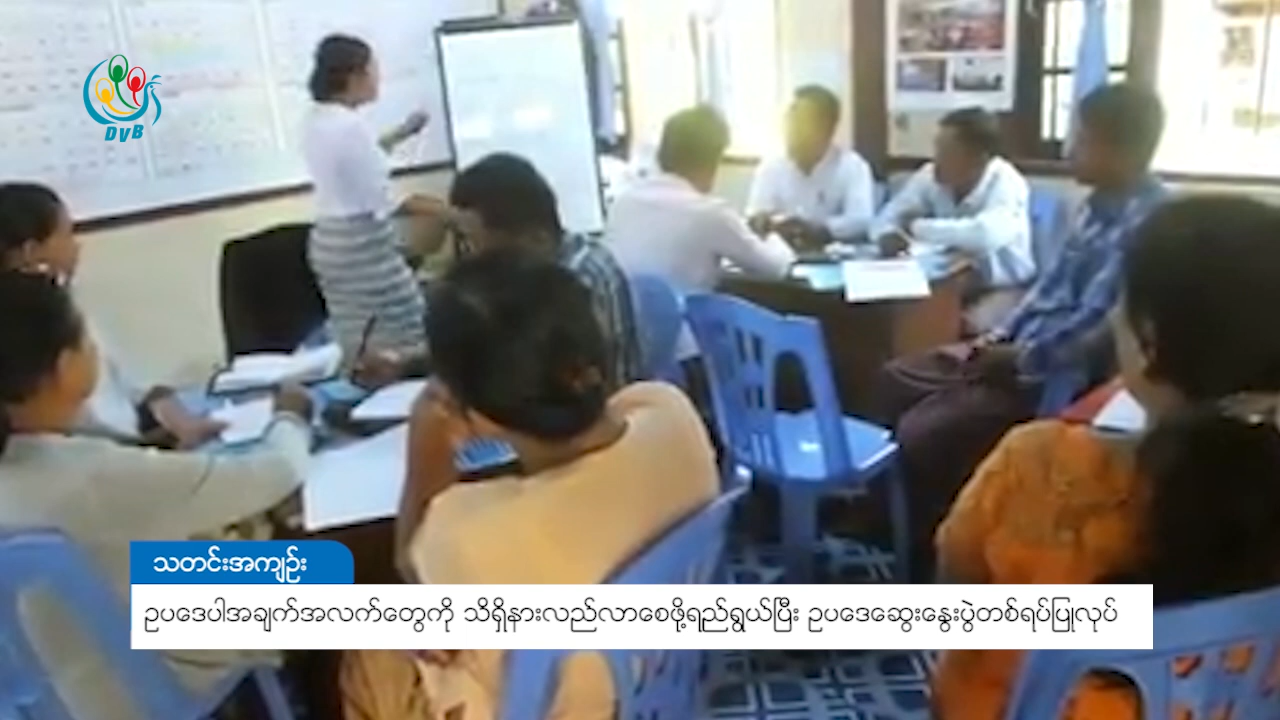 DVB
သတင်းအကျဉ်း
ဥပဒေပါအချက်အလက်တွေကို သိရှိနားလည်လာစေဖို့ရည်ရွယ်ပြီး ဥပဒေဆွေးနွေးပွဲတစ်ရပ်ပြုလုပ်